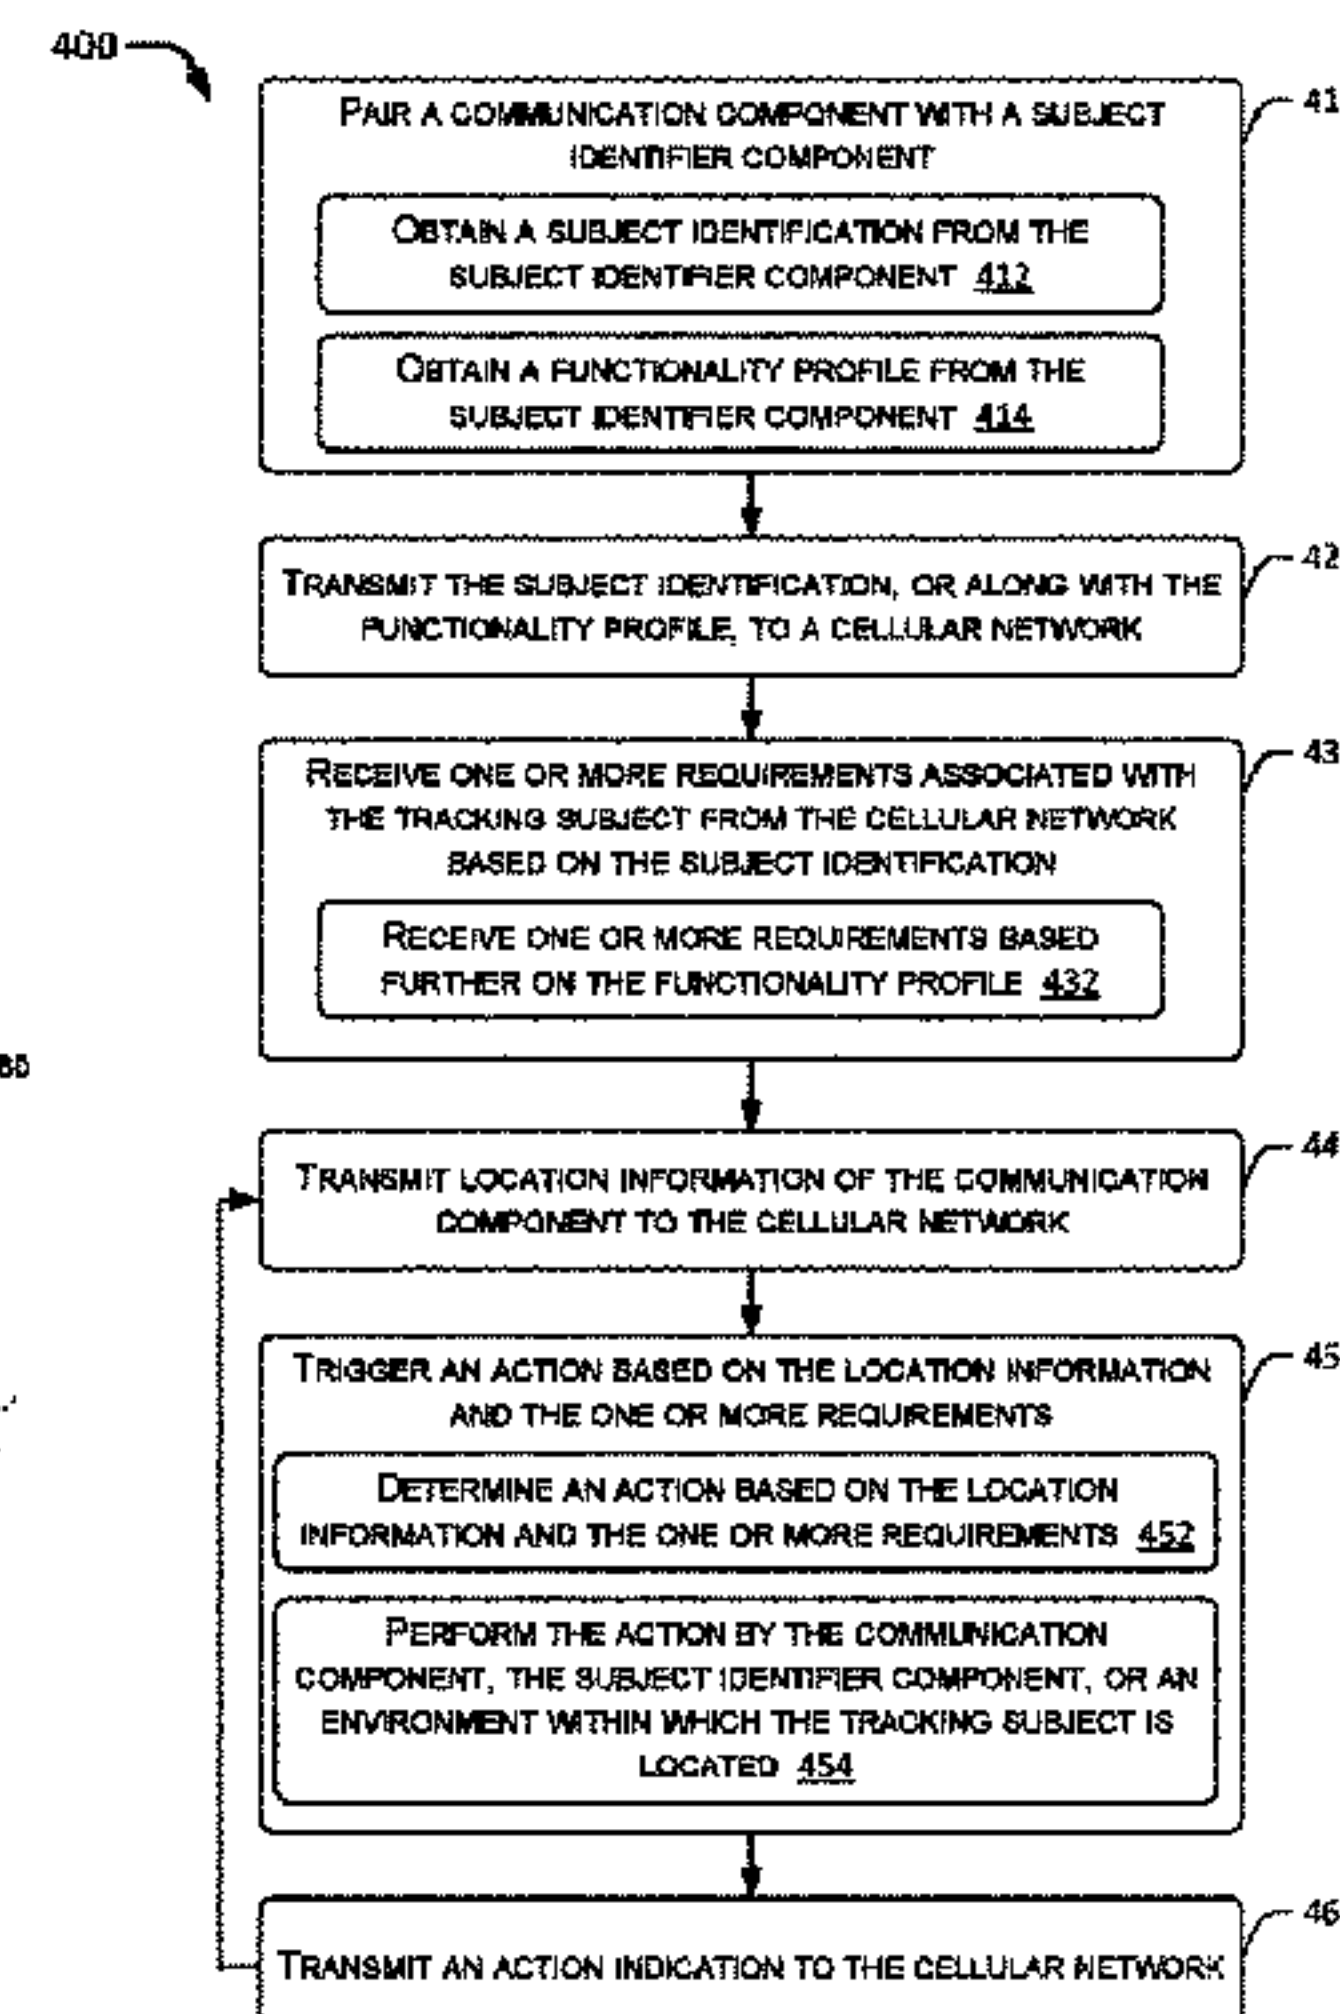 400
41
PAIR A COMMUNICATION COMPONENT WITH A SUBJECT
IDENTIFIER COMPONENT
OBTAIN A SUBJECT IDENTIFICATION FROM THE
SUBJECT IDENTIFIER COMPONENT 412
OBTAIN A FUNCTIONALITY PROFILE FROM THE
SUBJECT IDENTIFIER COMPONENT 414
42
TRANSMIT THE SUBJECT IDENTIFICATION, OR ALONG WITH THE
FUNCTIONALITY PROFILE, TO A CELLULAR NETWORK
43
RECEIVE ONE OR MORE REQUIREMENTS ASSOCIATED WITH
THE TRACKING SUBJECT FROM THE CELLULAR NETWORK
BASED ON THE SUBJECT IDENTIFICATION
RECEIVE ONE OR MORE REQUIREMENTS BASED
FURTHER ON THE FUNCTIONALITY PROFILE 432
44
TRANSMIT LOCATION INFORMATION OF THE COMMUNICATION
COMPONENT TO THE CELLULAR NETWORK
45
TRIGGER AN ACTION BASED ON THE LOCATION INFORMATION
AND THE ONE OR MORE REQUIREMENTS
DETERMINE AN ACTION BASED ON THE LOCATION
INFORMATION AND THE ONE OR MORE REQUIREMENTS 452
PERFORM THE ACTION BY THE COMMUNICATION
COMPONENT, THE SUBJECT IDENTIFIER COMPONENT, OR AN
ENVIRONMENT WITHIN WHICH THE TRACKING SUBJECT IS
LOCATED 454
46
TRANSMIT AN ACTION INDICATION TO THE CELLULAR NETWORK